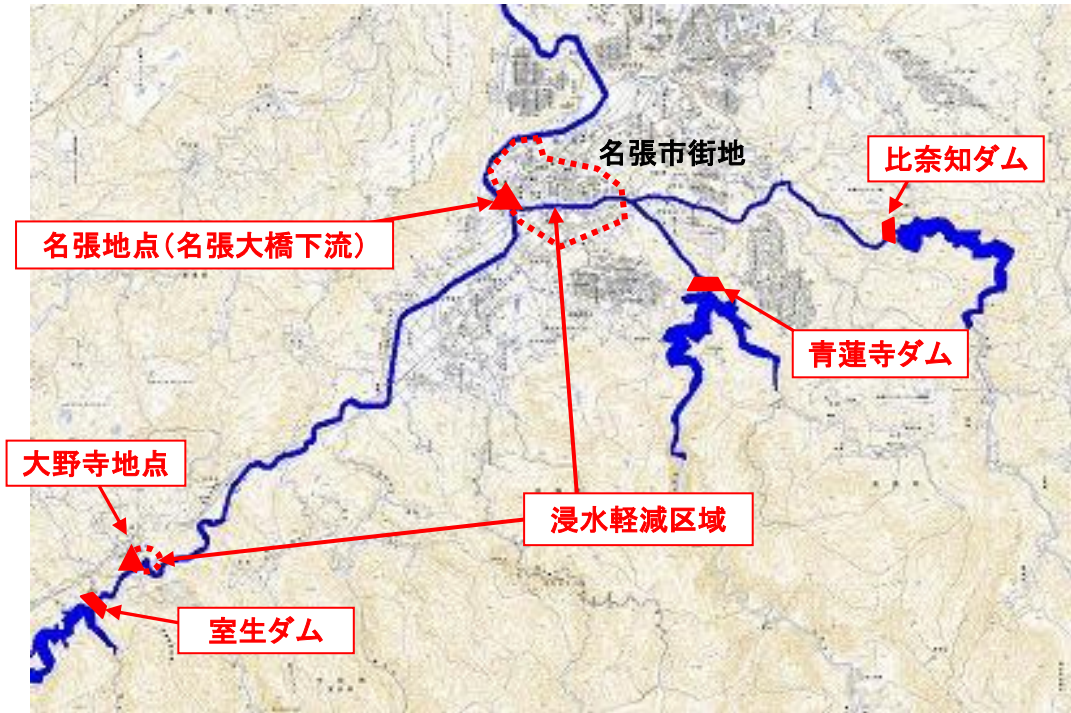 名張市街地
比奈知ダム
名張地点(名張大橋下流)
青蓮寺ダム
大野寺地点
浸水軽減区域
室生ダム